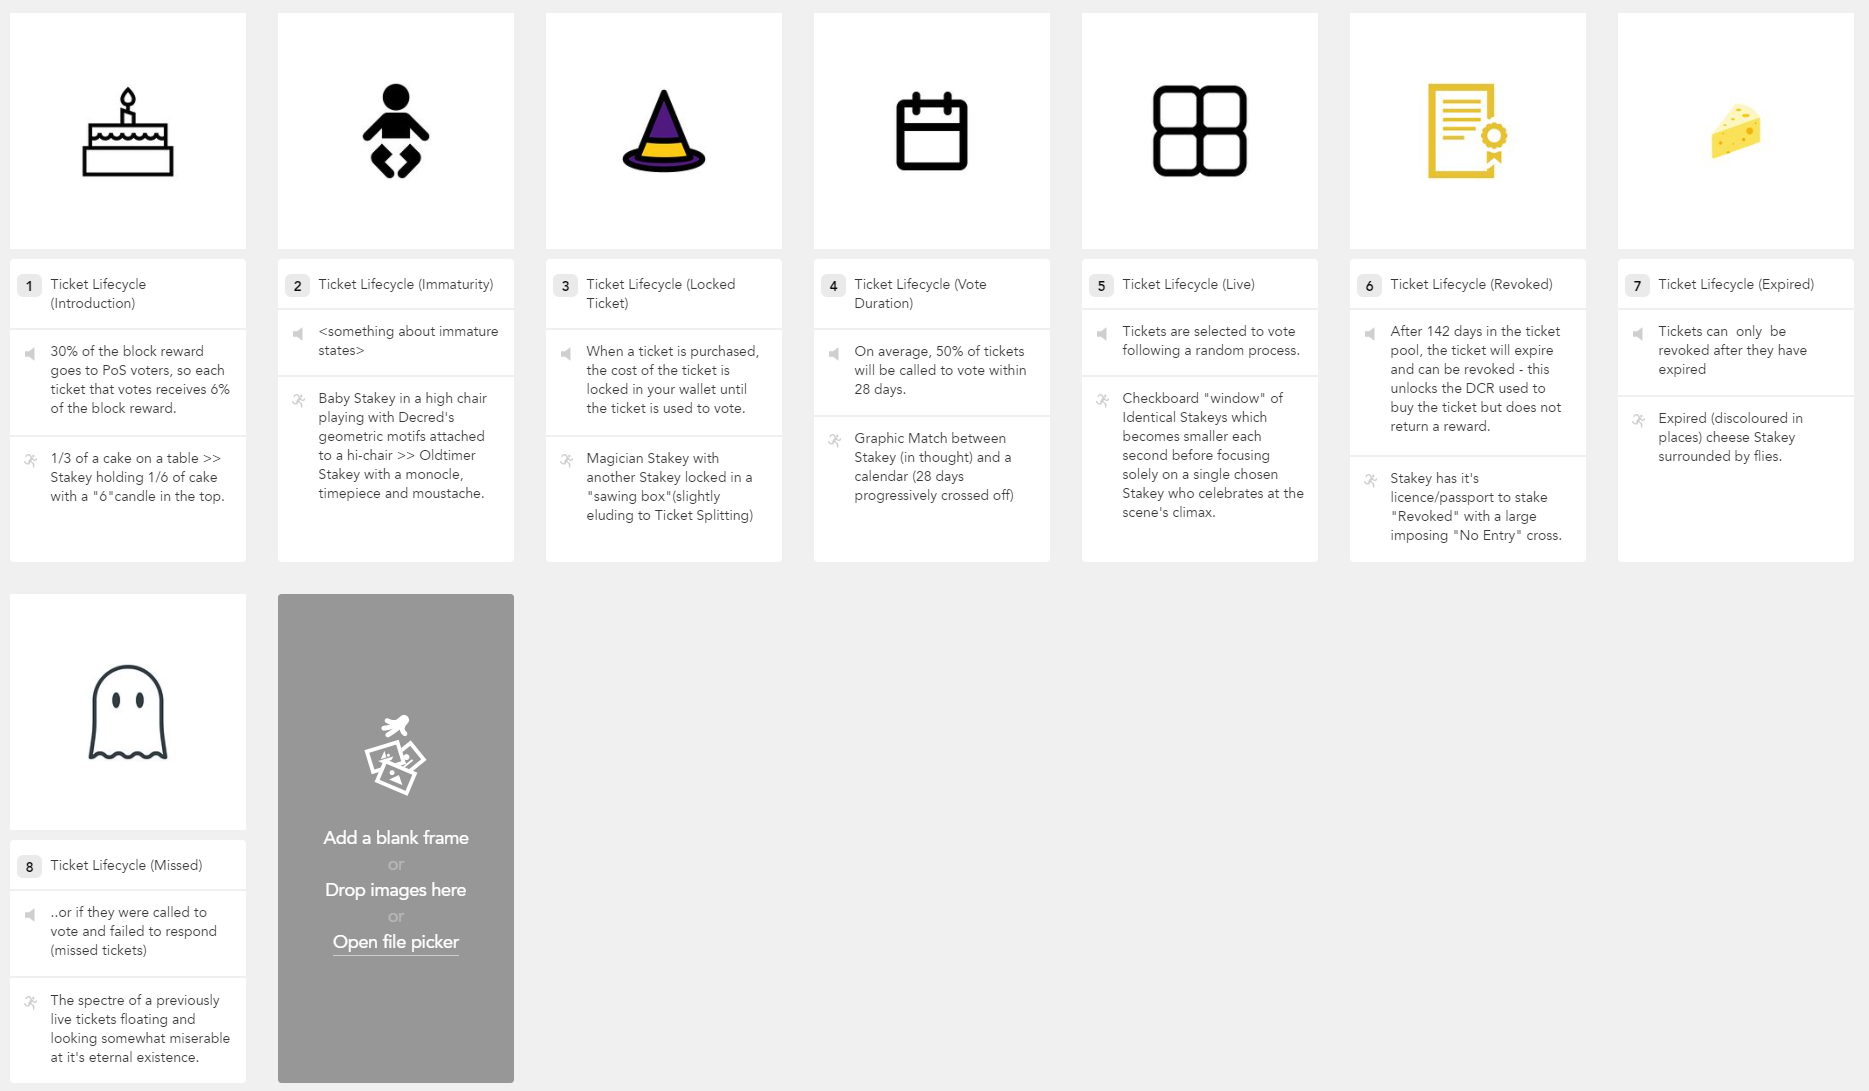 1
Ticket Lifecycle
(Introduction)
30% of the block reward
goes to PoS voters, so each
ticket that votes receives 6%
of the block reward.
1/3 of a cake on a table >>
Stakey holding 1/6 of cake
with a "6"candle in the top.
2
Ticket Lifecycle (Immaturity)
<something about immature
states>
Baby Stakey in a high chair
playing with Decred's
geometric motifs attached
to a hi-chair >> Oldtimer
Stakey with a monocle,
timepiece and moustache.
3
Ticket Lifecycle (Locked
Ticket)
When a ticket is purchased,
the cost of the ticket is
locked in your wallet until
the ticket is used to vote.
Magician Stakey with
another Stakey locked in a
"sawing box"(slightly
eluding to Ticket Splitting)
4
Ticket Lifecycle (Vote
Duration)
On average, 50% of tickets
will be called to vote within
28 days.
Graphic Match between
Stakey (in thought) and a
calendar (28 days
progressively crossed off)
5
Ticket Lifecycle (Live)
Tickets are selected to vote
following a random process.
Checkboard "window" of
Identical Stakeys which
becomes smaller each
second before focusing
solely on a single chosen
Stakey who celebrates at the
scene's climax.
6
Ticket Lifecycle (Revoked)
After 142 days in the ticket
pool, the ticket will expire
and can be revoked - this
unlocks the DCR used to
buy the ticket but does not
return a reward.
Stakey has it's
licence/passport to stake
"Revoked" with a large
imposing "No Entry" cross.
7
Ticket Lifecycle (Expired)
Tickets can  only  be
revoked after they have
expired
Expired (discoloured in
places) cheese Stakey
surrounded by flies.
8
Ticket Lifecycle (Missed)
..or if they were called to
vote and failed to respond
(missed tickets)
The spectre of a previously
live tickets floating and
looking somewhat miserable
at it's eternal existence.
Add a blank frame
or
Drop images here
or
Open file picker